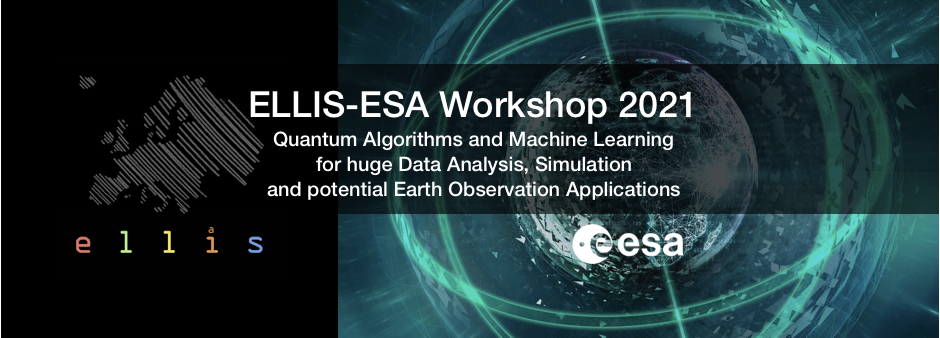 ELLIS-ESA Workshop 2021
Quantum Algorithms and Machine Learning
for huge Data Analysis, Simulation
and potential Earth Observation Applications
a
e l l i s
esa